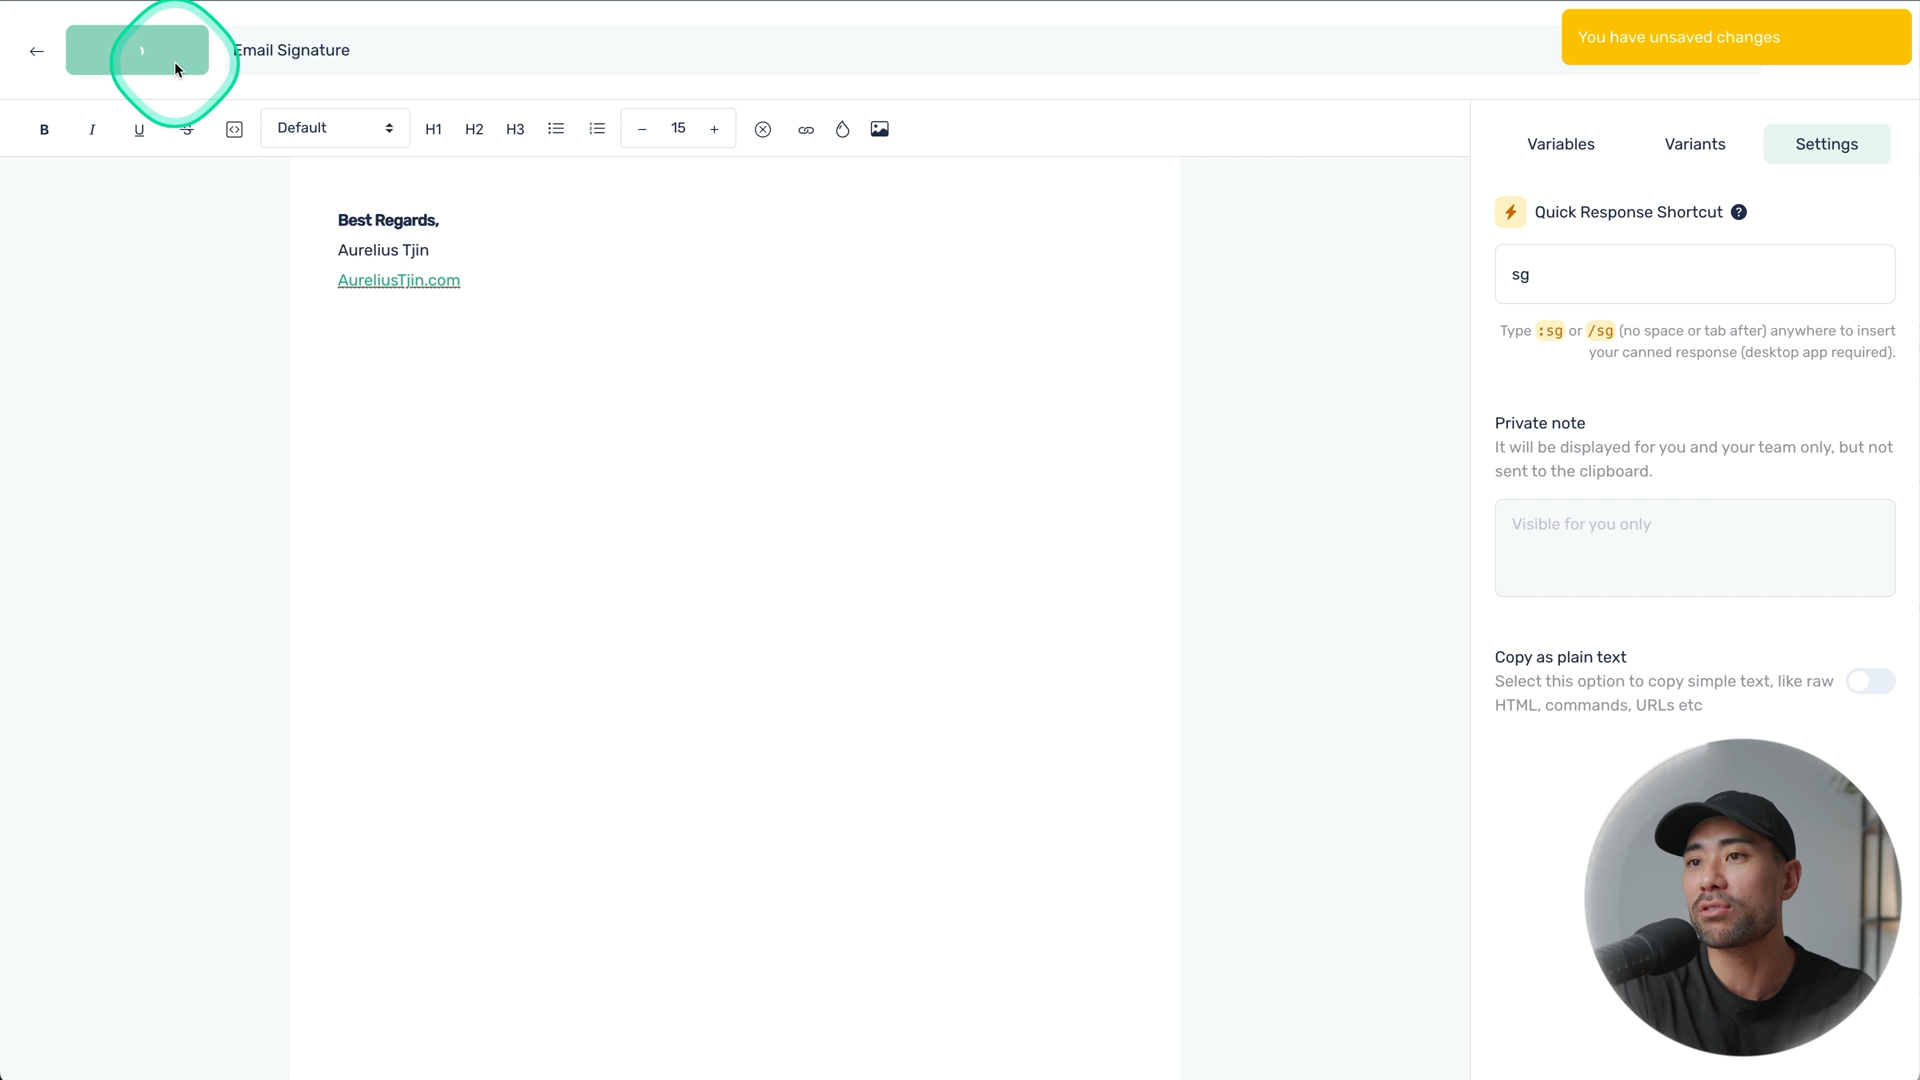 Email Signature
You have unsaved changes
B I U S Default H1 H2 H3 − 15 +
Variables Variants Settings
Best Regards,
Aurelius Tjin
AureliusTjin.com
Quick Response Shortcut ?
sg
Type :sg or /sg (no space or tab after) anywhere to insert
your canned response (desktop app required).
Private note
It will be displayed for you and your team only, but not
sent to the clipboard.
Visible for you only
Copy as plain text
Select this option to copy simple text, like raw
HTML, commands, URLs etc